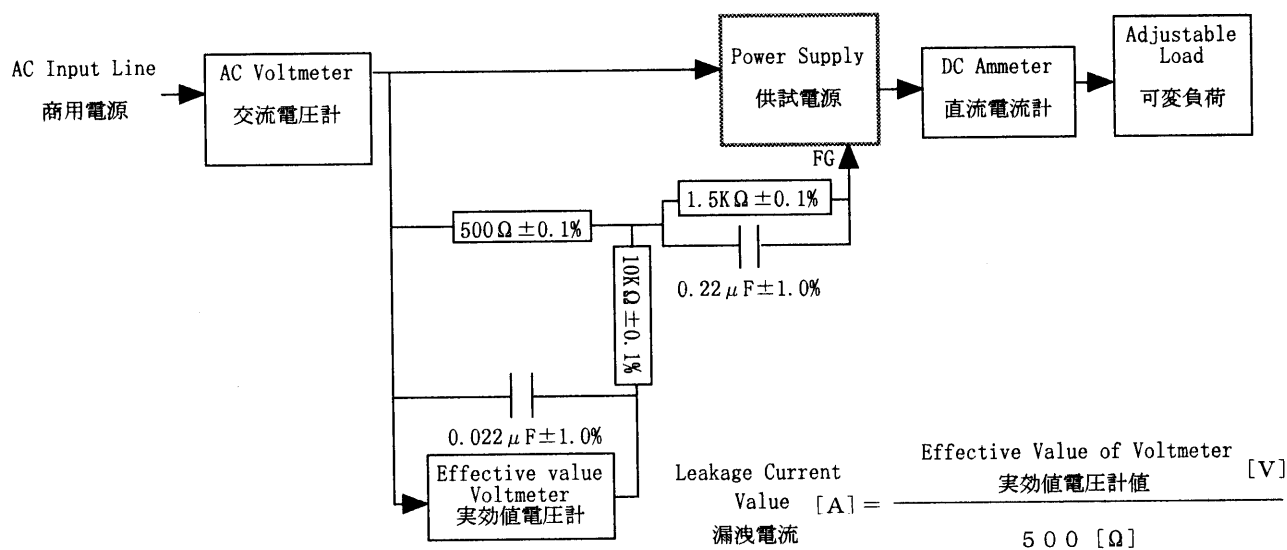 AC Input Line
商用電源
AC Voltmeter
交流電圧計
Power Supply
供試電源
DC Ammeter
直流電流計
Adjustable
Load
可変負荷
FG
1.5KΩ±0.1%
500Ω±0.1%
0.22μF±1.0%
10KΩ±0.1%
0.022μF±1.0%
Effective value
Voltmeter
実効値電圧計
Leakage Current
Value [A]=
漏洩電流
Effective Value of Voltmeter
実効値電圧計値 [V]
５００ [Ω]